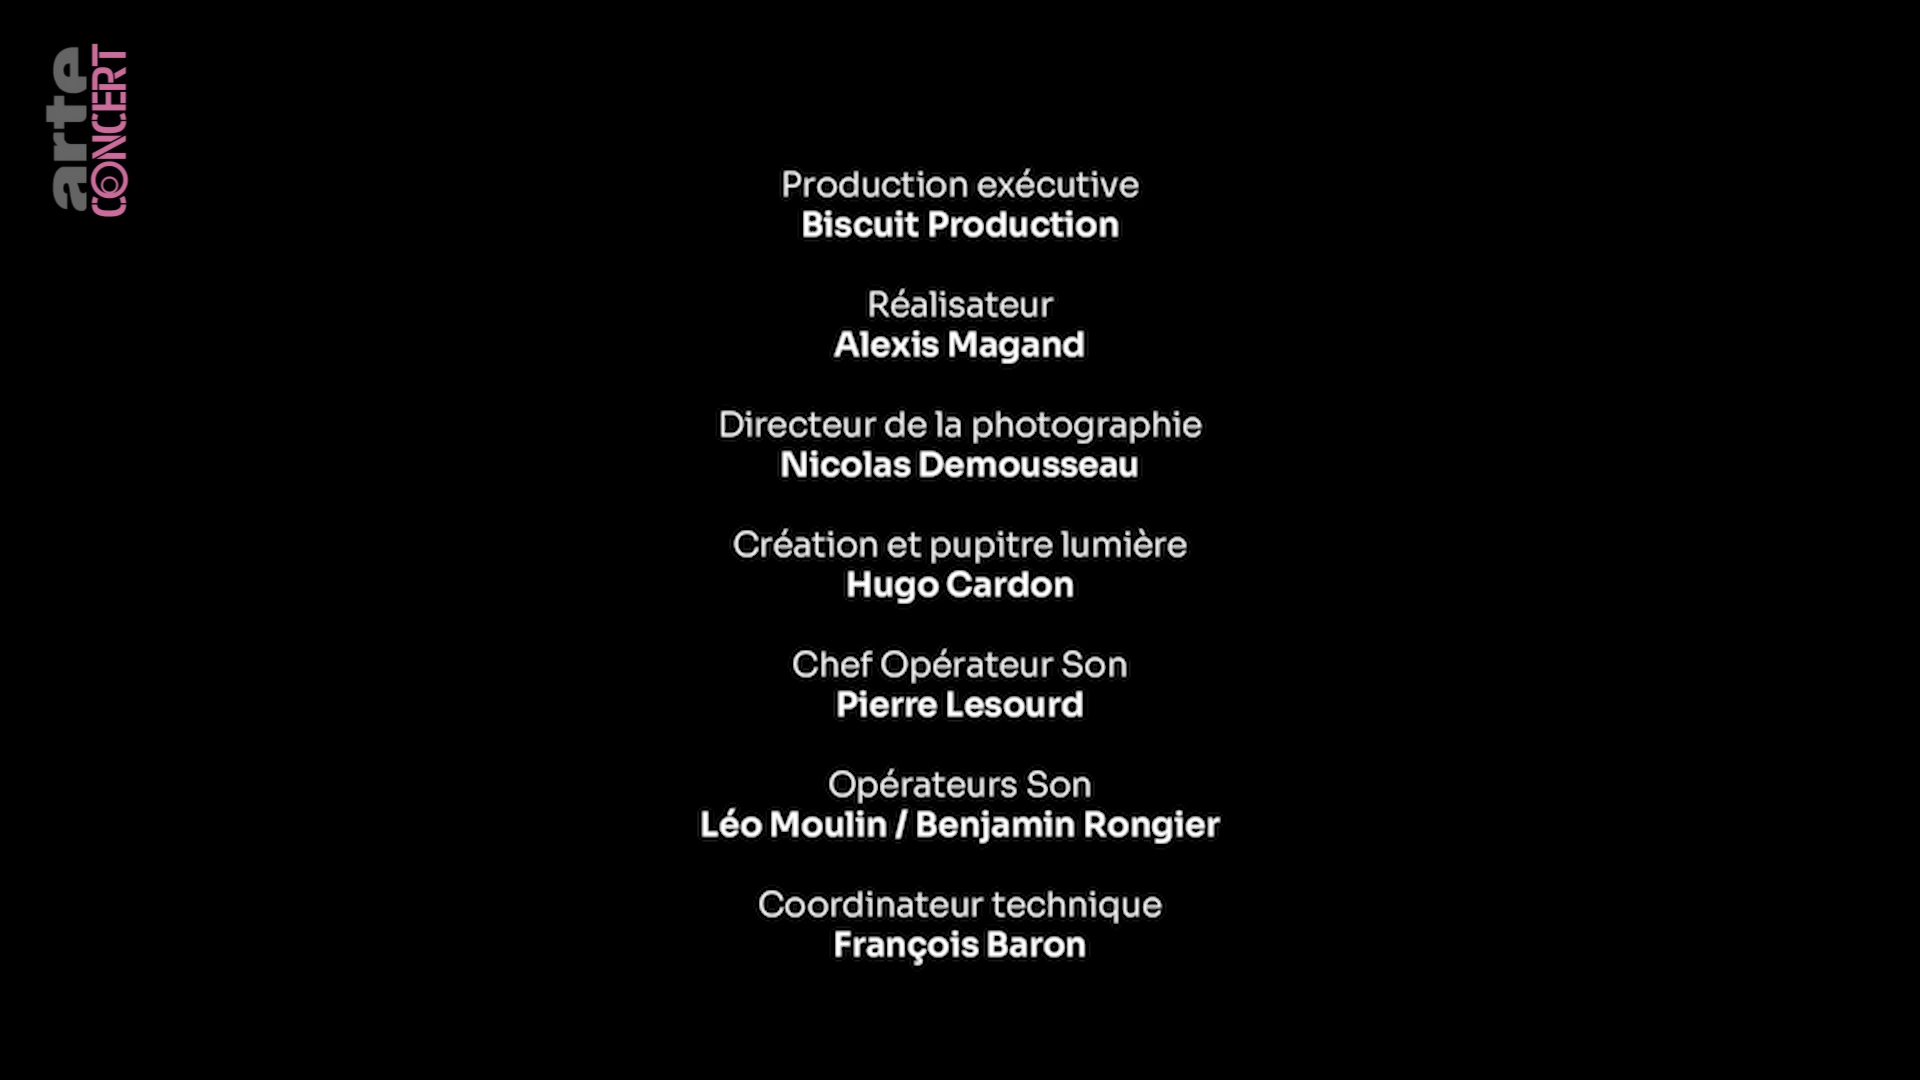 arte
CONCERT
Production exécutive
Biscuit Production
Réalisateur
Alexis Magand
Directeur de la photographie
Nicolas Demousseau
Création et pupitre lumière
Hugo Cardon
Chef Opérateur Son
Pierre Lesourd
Opérateurs Son
Léo Moulin / Benjamin Rongier
Coordinateur technique
François Baron